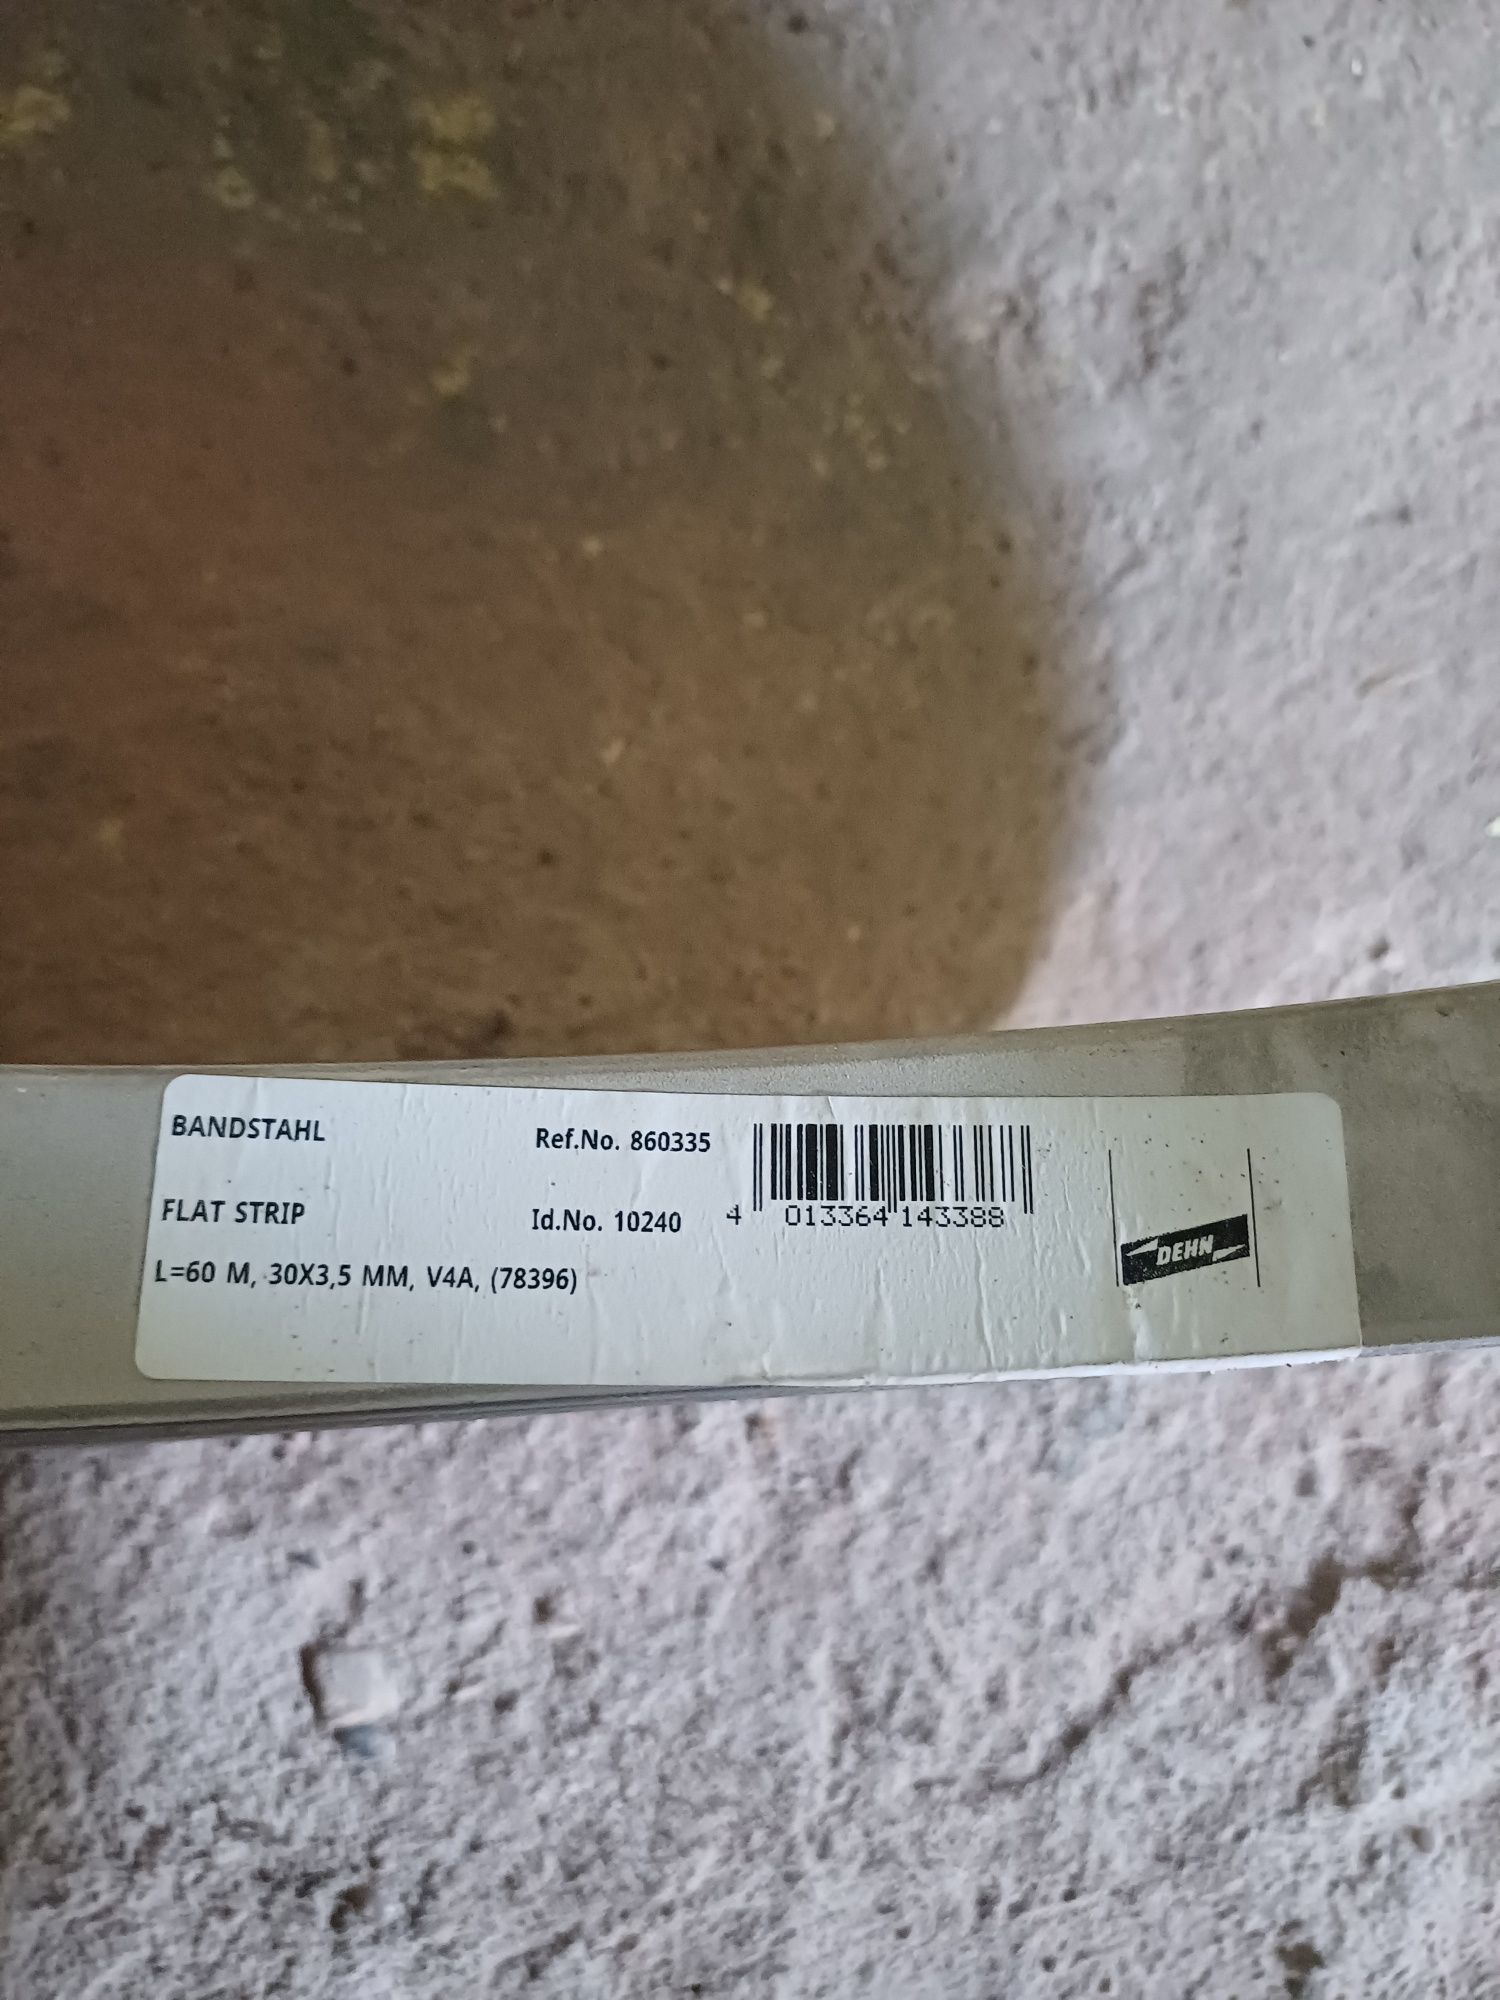 BANDSTAHL
FLAT STRIP
L=60 M, 30X3,5 MM, V4A, (78396)
Ref.No. 860335
Id.No. 10240
4 013364 143388
DEHN